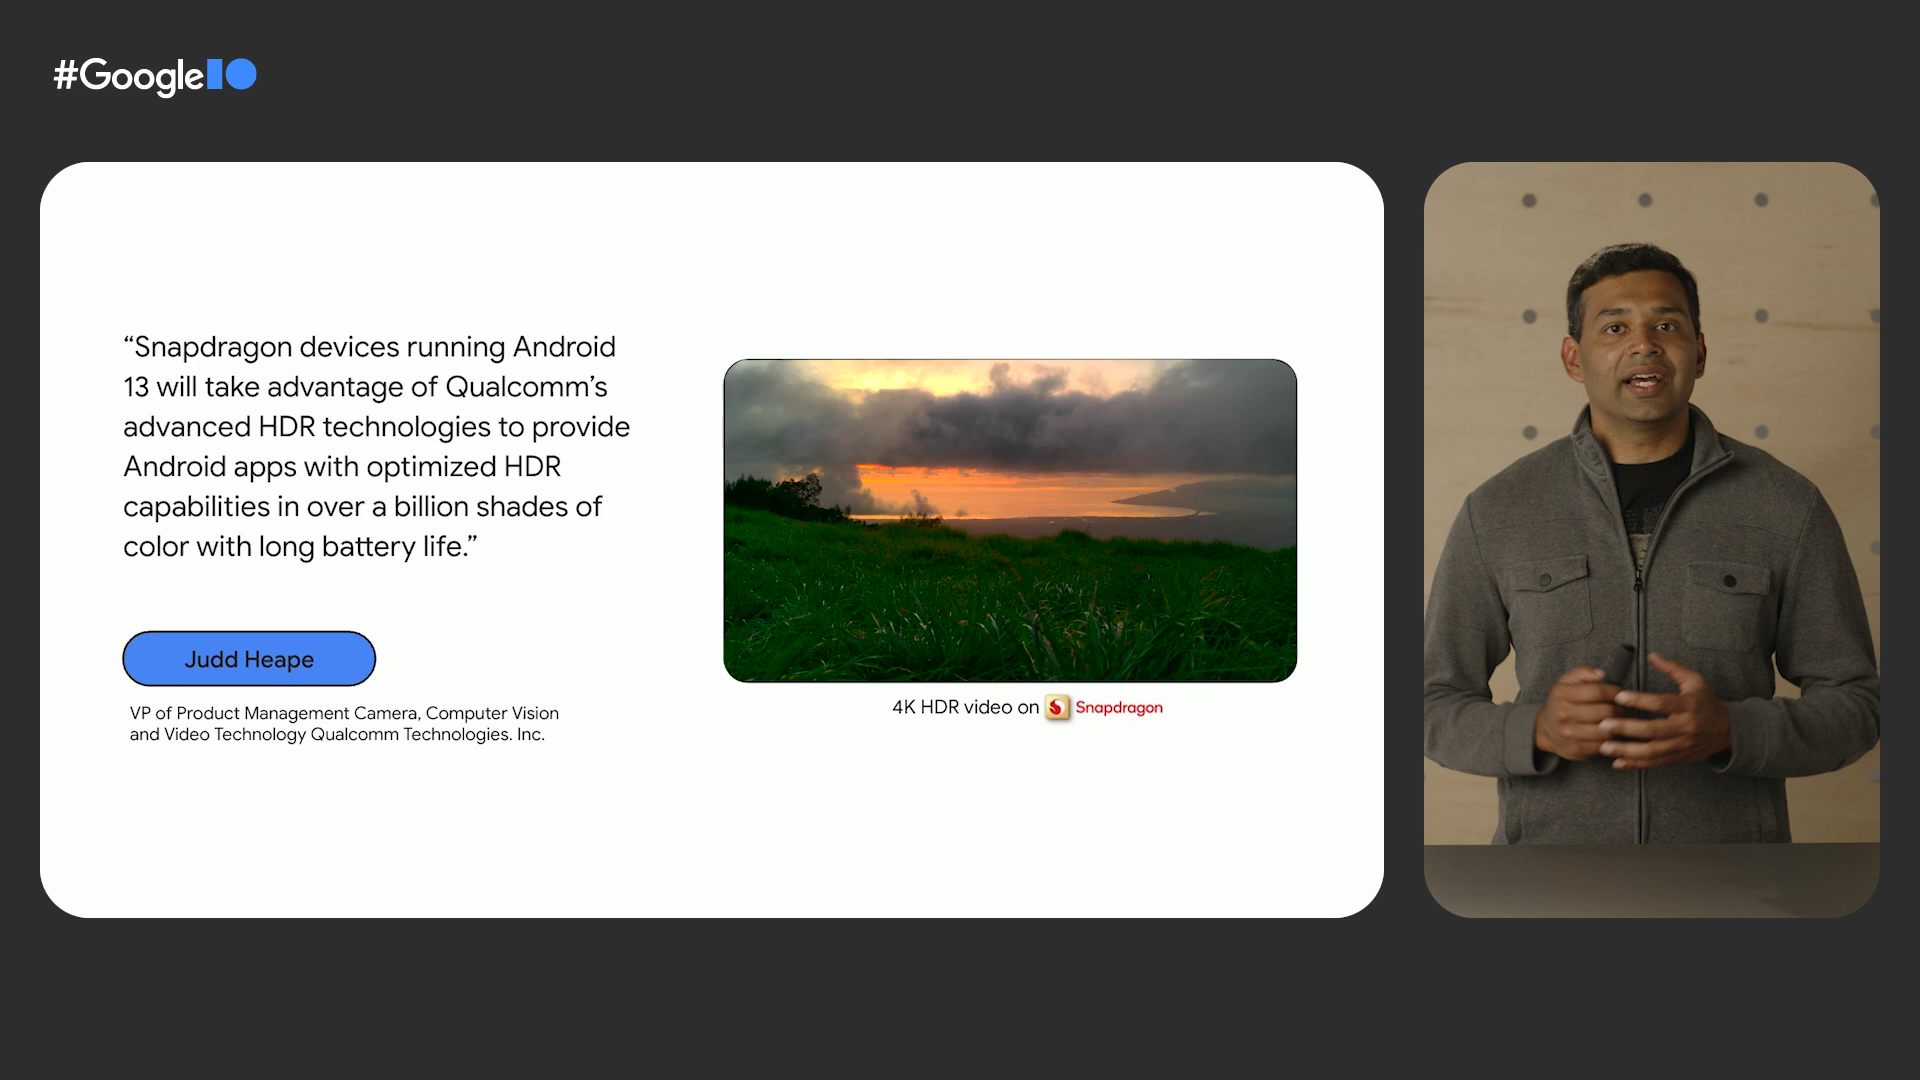 #GoogleIO
“Snapdragon devices running Android
13 will take advantage of Qualcomm’s
advanced HDR technologies to provide
Android apps with optimized HDR
capabilities in over a billion shades of
color with long battery life.”
Judd Heape
VP of Product Management Camera, Computer Vision
and Video Technology Qualcomm Technologies. Inc.
4K HDR video on Snapdragon